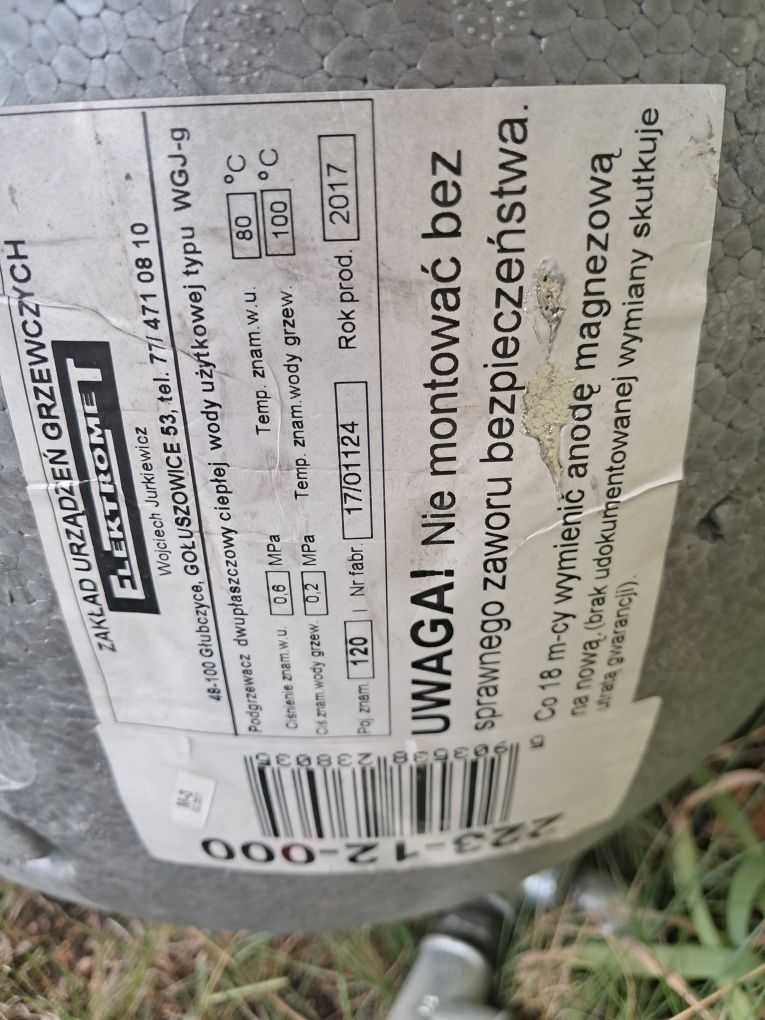 ZAKŁAD URZĄDZEŃ GRZEWCZYCH
ELEKTROMET
Wojciech Jurkiewicz
48-100 Głubczyce, GOŁUSZOWICE 53, tel. 77/ 471 08 10
Podgrzewacz dwupłaszczowy ciepłej wody użytkowej typu WGJ-g
Ciśnienie znam.w.u. 0,6 MPa Temp. znam.w.u. 80 °C
Ciś.znam.wody grzew. 0,2 MPa Temp. znam.wody grzew. 100 °C
Poj. znam. 120 l Nr fabr. 17/01124 Rok prod. 2017
UWAGA! Nie montować bez
sprawnego zaworu bezpieczeństwa.
Co 18 m-cy wymienić anodę magnezową
na nową. (brak udokumentowanej wymiany skutkuje
utratą gwarancji).
223-12-000